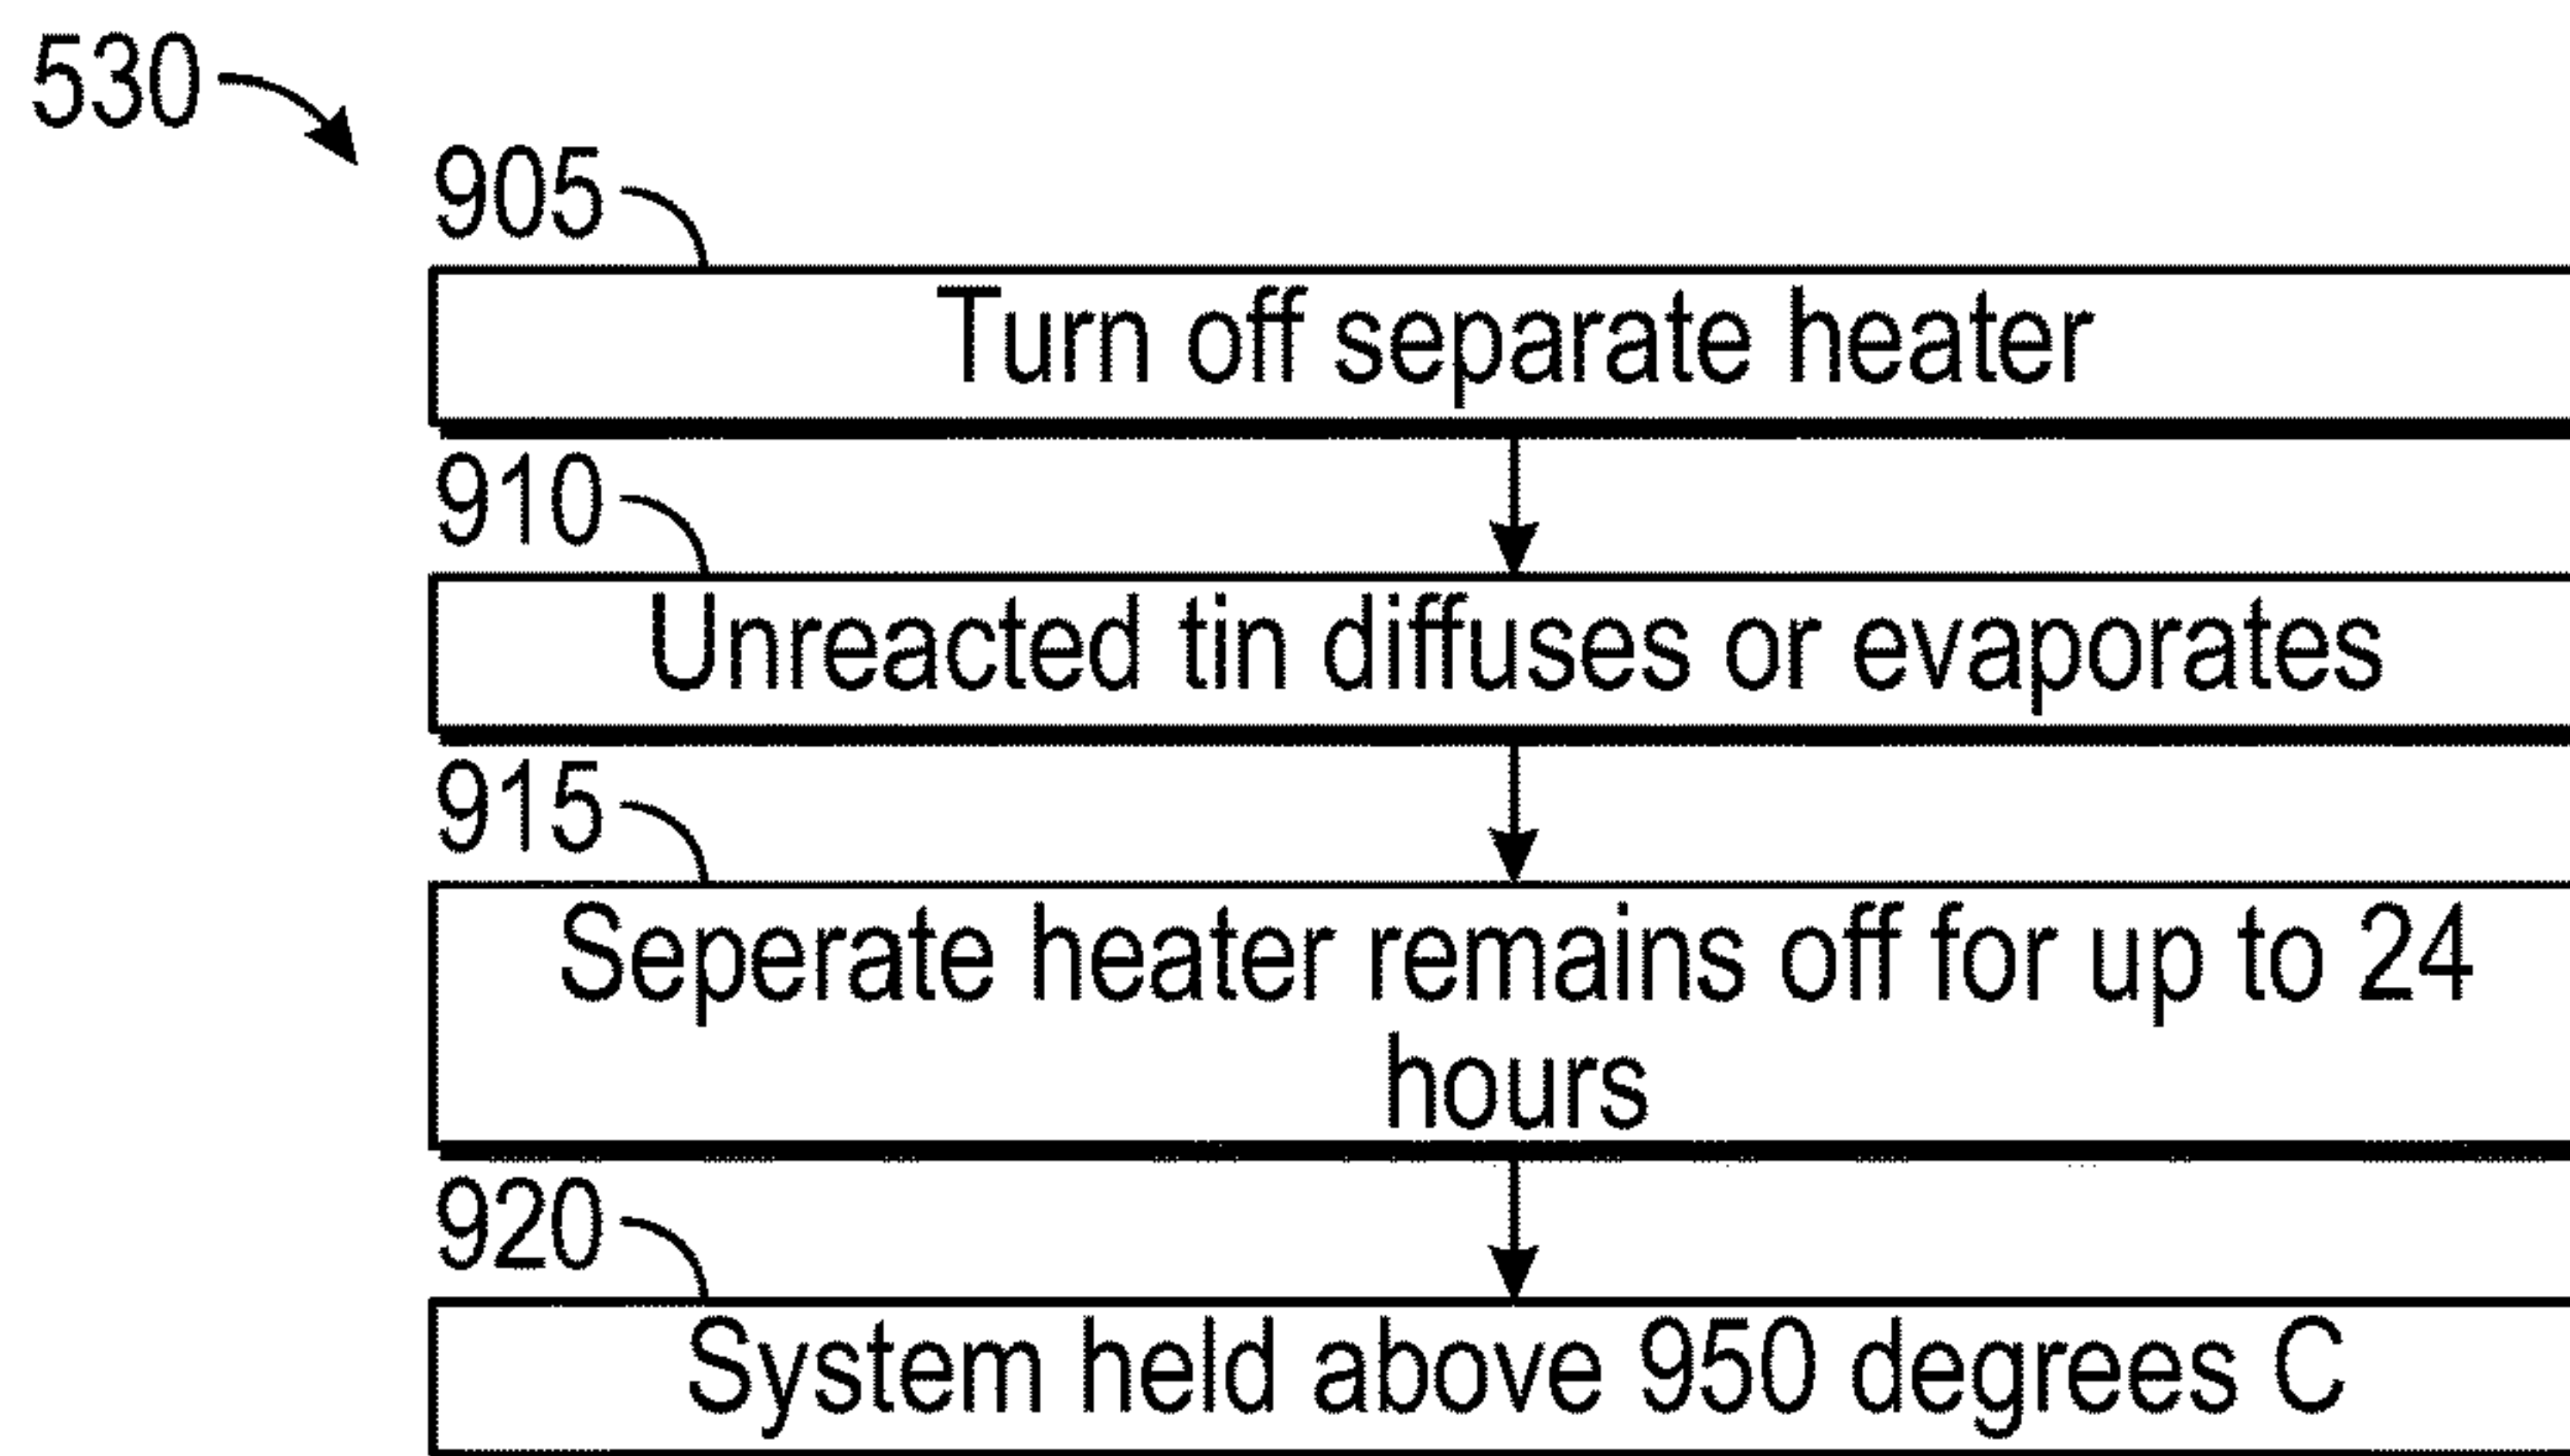 530
905
Turn off separate heater
910
Unreacted tin diffuses or evaporates
915
Seperate heater remains off for up to 24
hours
920
System held above 950 degrees C